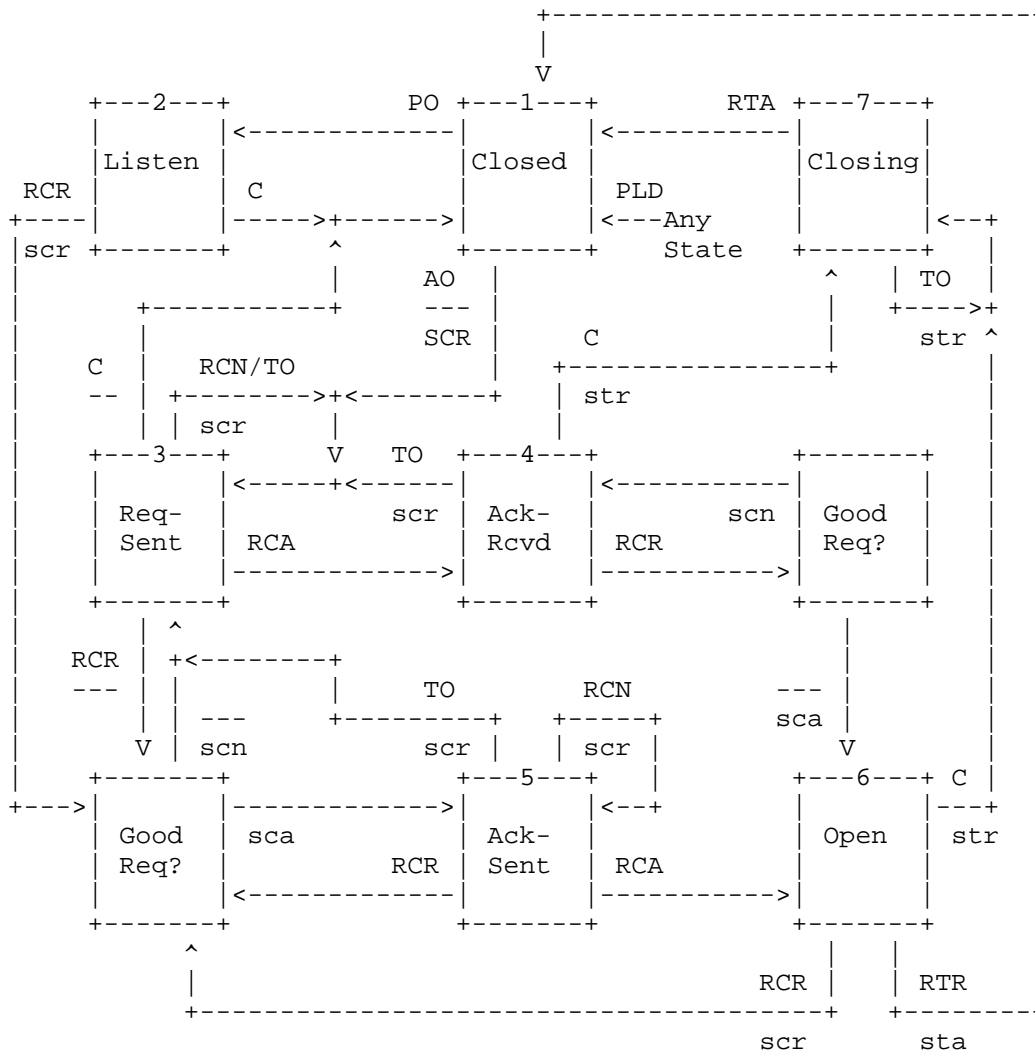 +------------------------------
|
V
+---2---+ PO +---1---+ RTA +---7---+
| |<-------------| |<------------| |
|Listen | |Closed | |Closing|
RCR | | C | | PLD | |
+----| |----->+------>| |<---Any | |<--+
|scr +-------+ ^ +-------+ State +-------+ |
| | AO | ^ | TO |
| +------------+ --- | | +---->+
| | SCR | C | str ^
| C | RCN/TO | +----------------+ |
| -- | +-------->+<--------+ | str |
| | | scr | | |
| +---3---+ V TO +---4---+ +-------+ |
| | |<-----+<------| |<------------| | |
| | Req- | scr | Ack- | scn | Good | |
| | Sent | RCA | Rcvd | RCR | Req? | |
| | |------------->| |------------>| | |
| +-------+ +-------+ +-------+ |
| | ^ | |
| RCR | +<--------+ | |
| --- | | | TO RCN --- | |
| | | --- +---------+ +-----+ sca| |
| V | scn scr | | scr | V |
| +-------+ +---5---+ | +---6---+ C |
+--->| |------------->| |<--+ | |---+
| Good | sca | Ack- | | Open | str
| Req? | RCR | Sent | RCA | |
| |<-------------| |------------>| |
+-------+ +-------+ +-------+
^ | |
| RCR | | RTR
+---------------------------------------+ +--------
scr sta